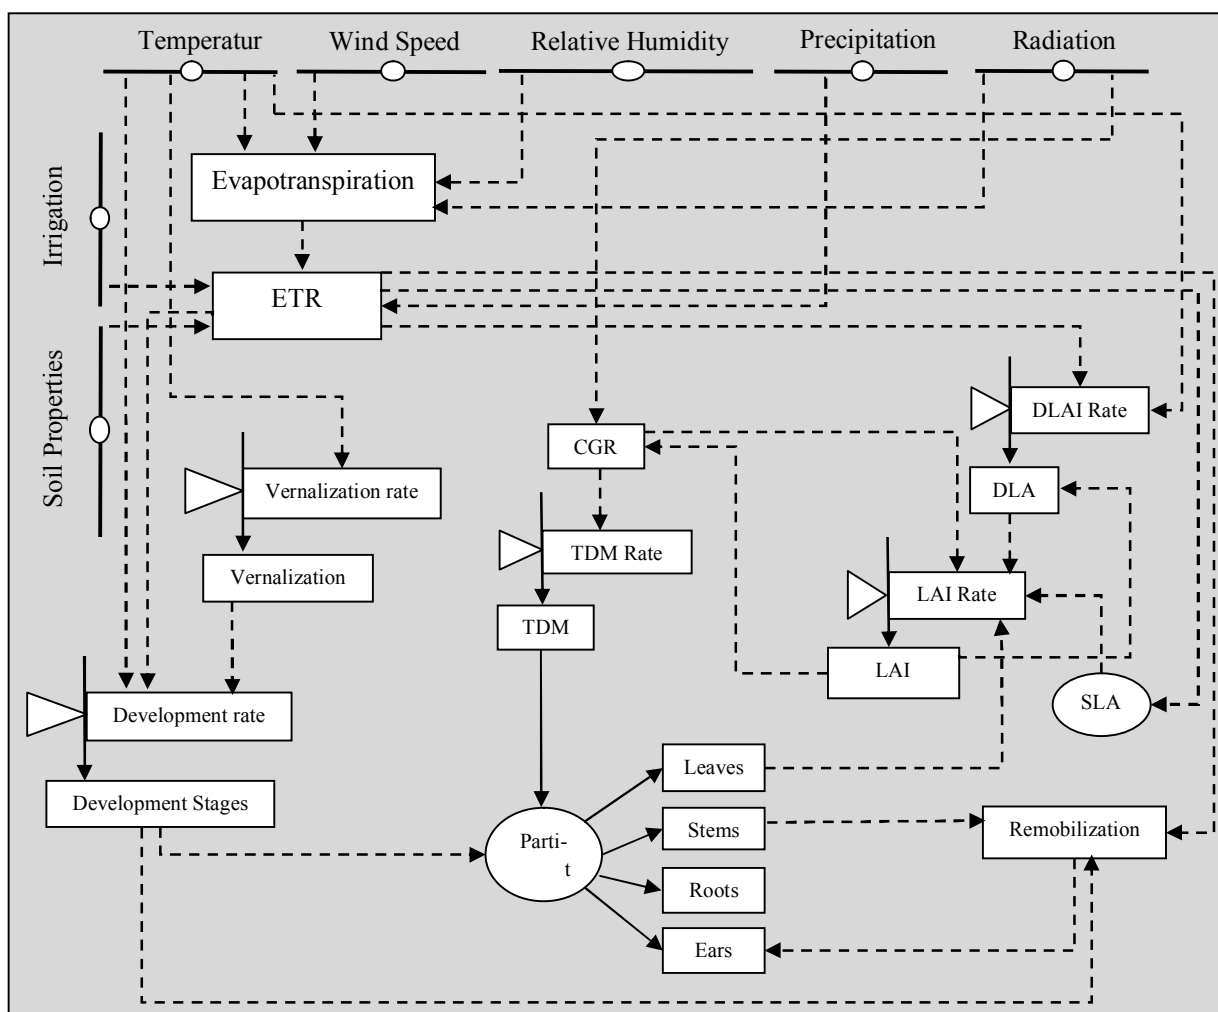 Temperatur
Wind Speed
Relative Humidity
Precipitation
Radiation
Irrigation
Evapotranspiration
ETR
Soil Properties
DLAI Rate
CGR
Vernalization rate
DLA
TDM Rate
Vernalization
LAI Rate
TDM
LAI
SLA
Development rate
Leaves
Development Stages
Stems
Remobilization
Parti-
t
Roots
Ears